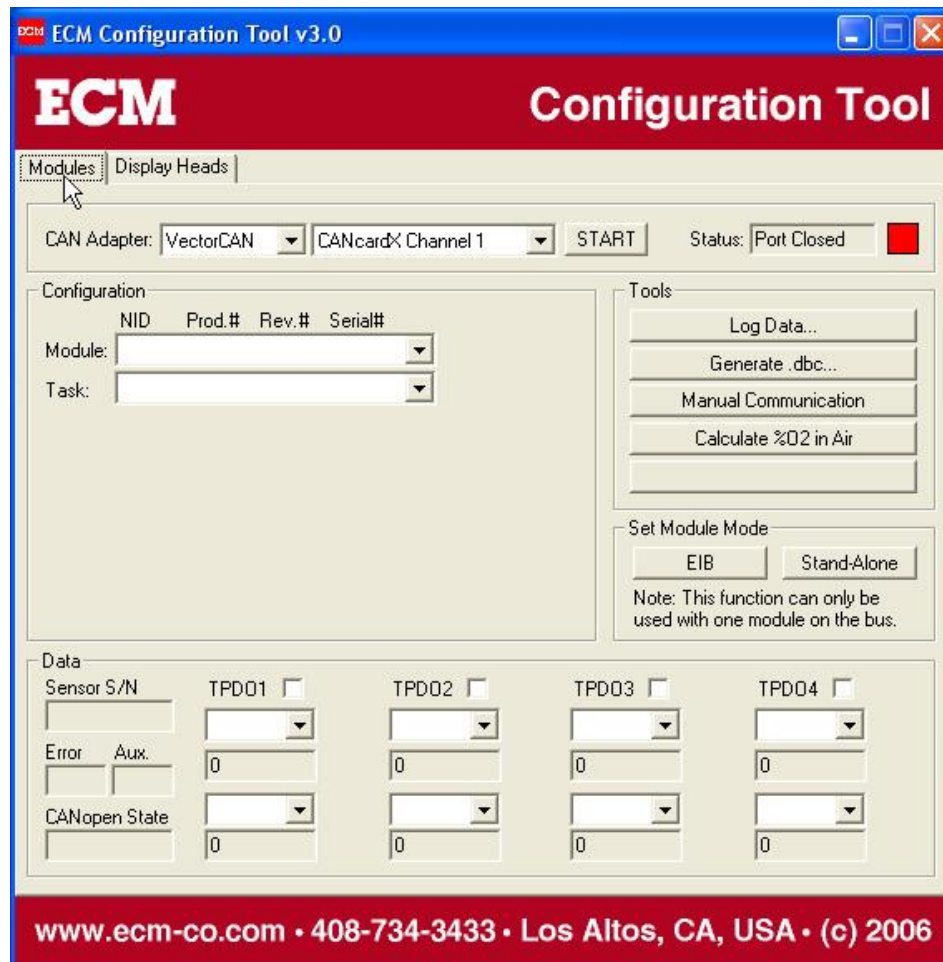 ECM ECM Configuration Tool v3.0
ECM Configuration Tool
Modules Display Heads
CAN Adapter: VectorCAN CANcardX Channel 1 START Status: Port Closed
Configuration
NID Prod.# Rev.# Serial#
Module:
Task:
Tools
Log Data...
Generate .dbc...
Manual Communication
Calculate %O2 in Air
Set Module Mode
EIB Stand-Alone
Note: This function can only be
used with one module on the bus.
Data
Sensor S/N TPDO1 TPDO2 TPDO3 TPDO4
Error Aux.
0 0 0 0
CANopen State
0 0 0 0
www.ecm-co.com • 408-734-3433 • Los Altos, CA, USA • (c) 2006